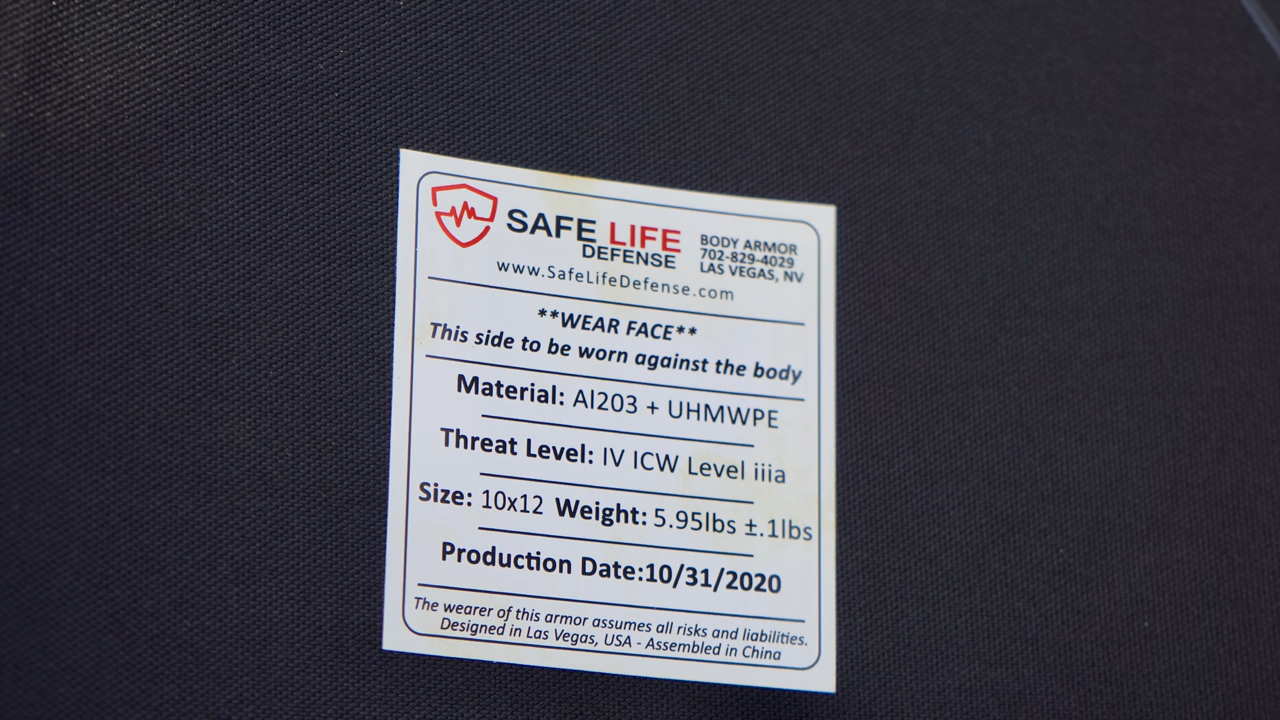 SAFE LIFE
DEFENSE
BODY ARMOR
702-829-4029
LAS VEGAS, NV
www.SafeLifeDefense.com
**WEAR FACE**
This side to be worn against the body
Material: Al203 + UHMWPE
Threat Level: IV ICW Level iiia
Size: 10x12 Weight: 5.95lbs ±.1lbs
Production Date:10/31/2020
The wearer of this armor assumes all risks and liabilities.
Designed in Las Vegas, USA - Assembled in China